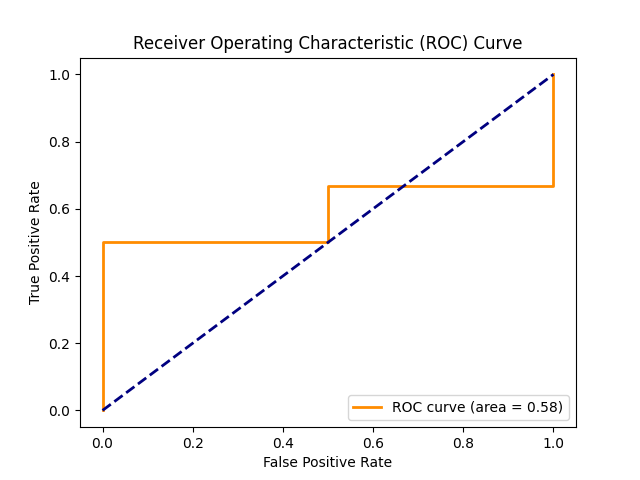 Receiver Operating Characteristic (ROC) Curve
True Positive Rate
1.0
0.8
0.6
0.4
0.2
0.0
ROC curve (area = 0.58)
0.0 0.2 0.4 0.6 0.8 1.0
False Positive Rate